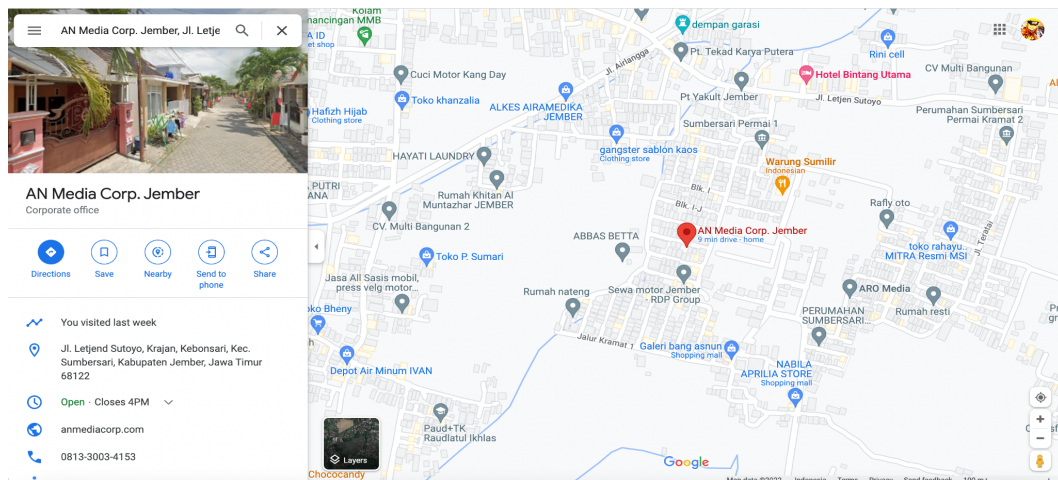 AN Media Corp. Jember, Jl. Letje
AN Media Corp. Jember
Corporate office
Directions
Save
Nearby
Send to
phone
Share
You visited last week
Jl. Letjend Sutoyo, Krajan, Kebonsari, Kec.
Sumbersari, Kabupaten Jember, Jawa Timur
68122
Open · Closes 4PM
anmediacorp.com
0813-3003-4153
Kolam
nancingan MMB
A ID
et shop
dempan garasi
Pt. Tekad Karya Putera
Jl. Airlangga
Rini cell
Hotel Bintang Utama
CV Multi Bangunan
Cuci Motor Kang Day
Toko khanzalia
ALKES AIRAMEDIKA
JEMBER
Pt Yakult Jember
Jl. Letjen Sutoyo
Perumahan Sumbersari
Permai Kramat 2
Hafizh Hijab
Clothing store
Sumbersari Permai 1
gangster sablon kaos
Clothing store
HAYATI LAUNDRY
Warung Sumilir
Indonesian
PUTRI
ANA
Rumah Khitan Al
Muntazhar JEMBER
Blk. I
Blk. I-J
Rafly oto
CV. Multi Bangunan 2
AN Media Corp. Jember
9 min drive - home
Jl. Teratai
ABBAS BETTA
toko rahayu.
MITRA Resmi MSI
Toko P. Sumari
Jasa All Sasis mobil,
press velg motor...
Rumah nateng
Sewa motor Jember
- RDP Group
ARO Media
Rumah resti
PERUMAHAN
SUMBERSARI...
oko Bheny
Jalur Kramat 1
Galeri bang asnun
Shopping mall
Depot Air Minum IVAN
NABILA
APRILIA STORE
Shopping mall
Paud+TK
Raudlatul Ikhlas
Layers
Chococandy
Google
Map data ©2022
Indonesia
Terms
Privacy
Send feedback